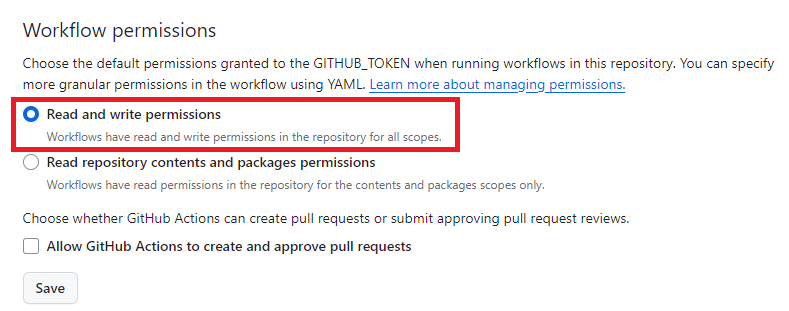 Workflow permissions
Choose the default permissions granted to the GITHUB_TOKEN when running workflows in this repository. You can specify
more granular permissions in the workflow using YAML. Learn more about managing permissions.
Read and write permissions
Workflows have read and write permissions in the repository for all scopes.
Read repository contents and packages permissions
Workflows have read permissions in the repository for the contents and packages scopes only.
Choose whether GitHub Actions can create pull requests or submit approving pull request reviews.
Allow GitHub Actions to create and approve pull requests
Save